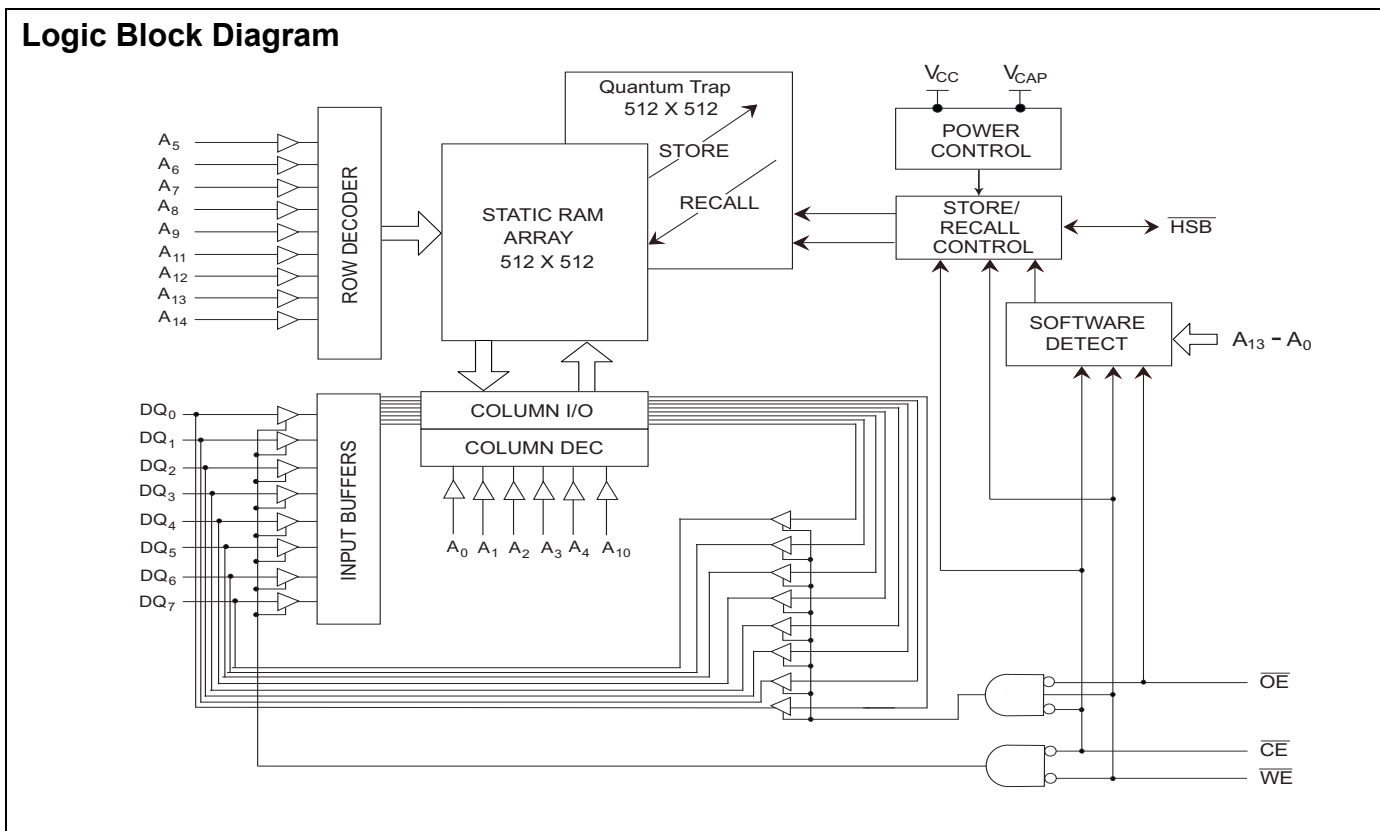 Logic Block Diagram
Quantum Trap
512 X 512
STORE
RECALL
VCC
VCAP
POWER
CONTROL
STORE/
RECALL
CONTROL
HSB
SOFTWARE
DETECT
A13 – A0
A5
A6
A7
A8
A9
A11
A12
A13
A14
ROW DECODER
STATIC RAM
ARRAY
512 X 512
DQ0
DQ1
DQ2
DQ3
DQ4
DQ5
DQ6
DQ7
INPUT BUFFERS
COLUMN I/O
COLUMN DEC
A0 A1 A2 A3 A4 A10
OE
CE
WE